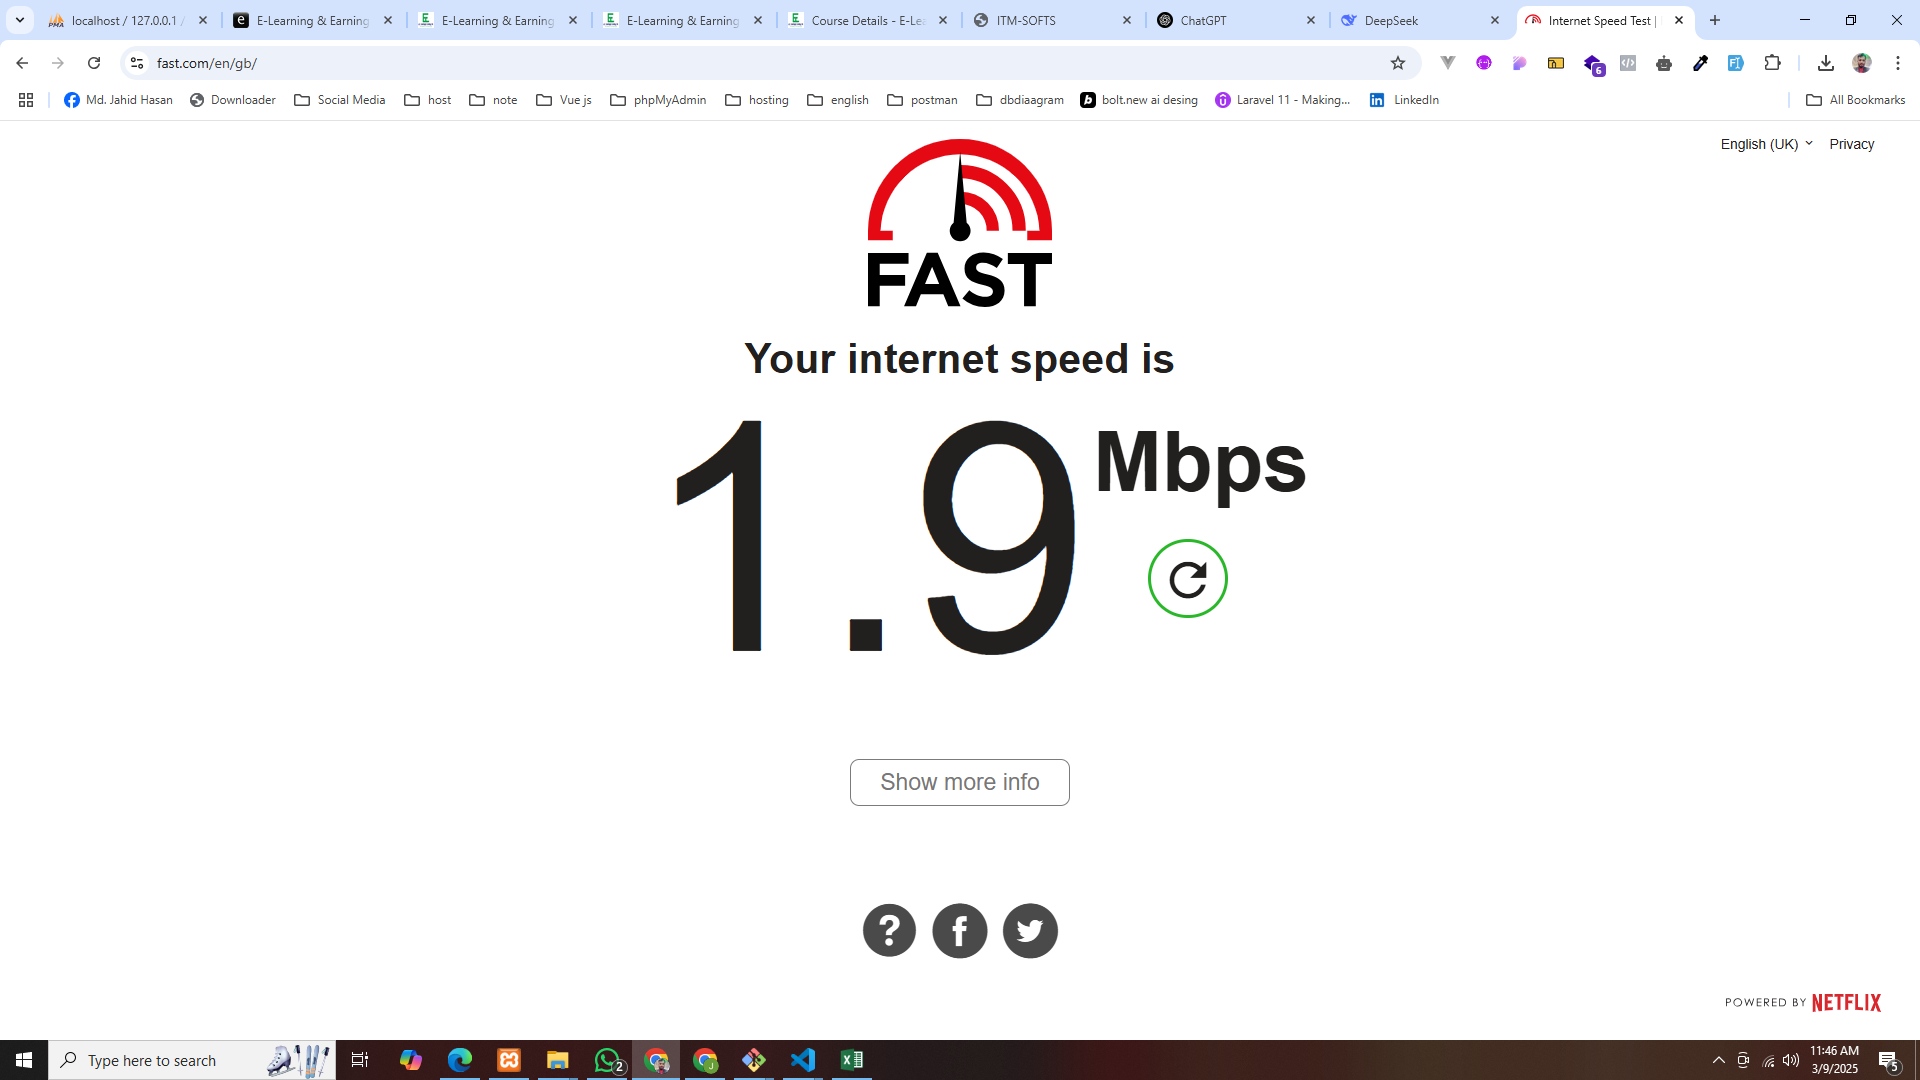 localhost / 127.0.0.1 /
E-Learning & Earning
E-Learning & Earning
E-Learning & Earning
Course Details - E-Lea
ITM-SOFTS
ChatGPT
DeepSeek
Internet Speed Test |
fast.com/en/gb/
6
Md. Jahid Hasan
Downloader
Social Media
host
note
Vue js
phpMyAdmin
hosting
english
postman
dbdiaagram
bolt.new ai desing
Laravel 11 - Making...
LinkedIn
All Bookmarks
English (UK)
Privacy
FAST
Your internet speed is
1.9 Mbps
Show more info
POWERED BY NETFLIX
Type here to search
2
11:46 AM
3/9/2025
5